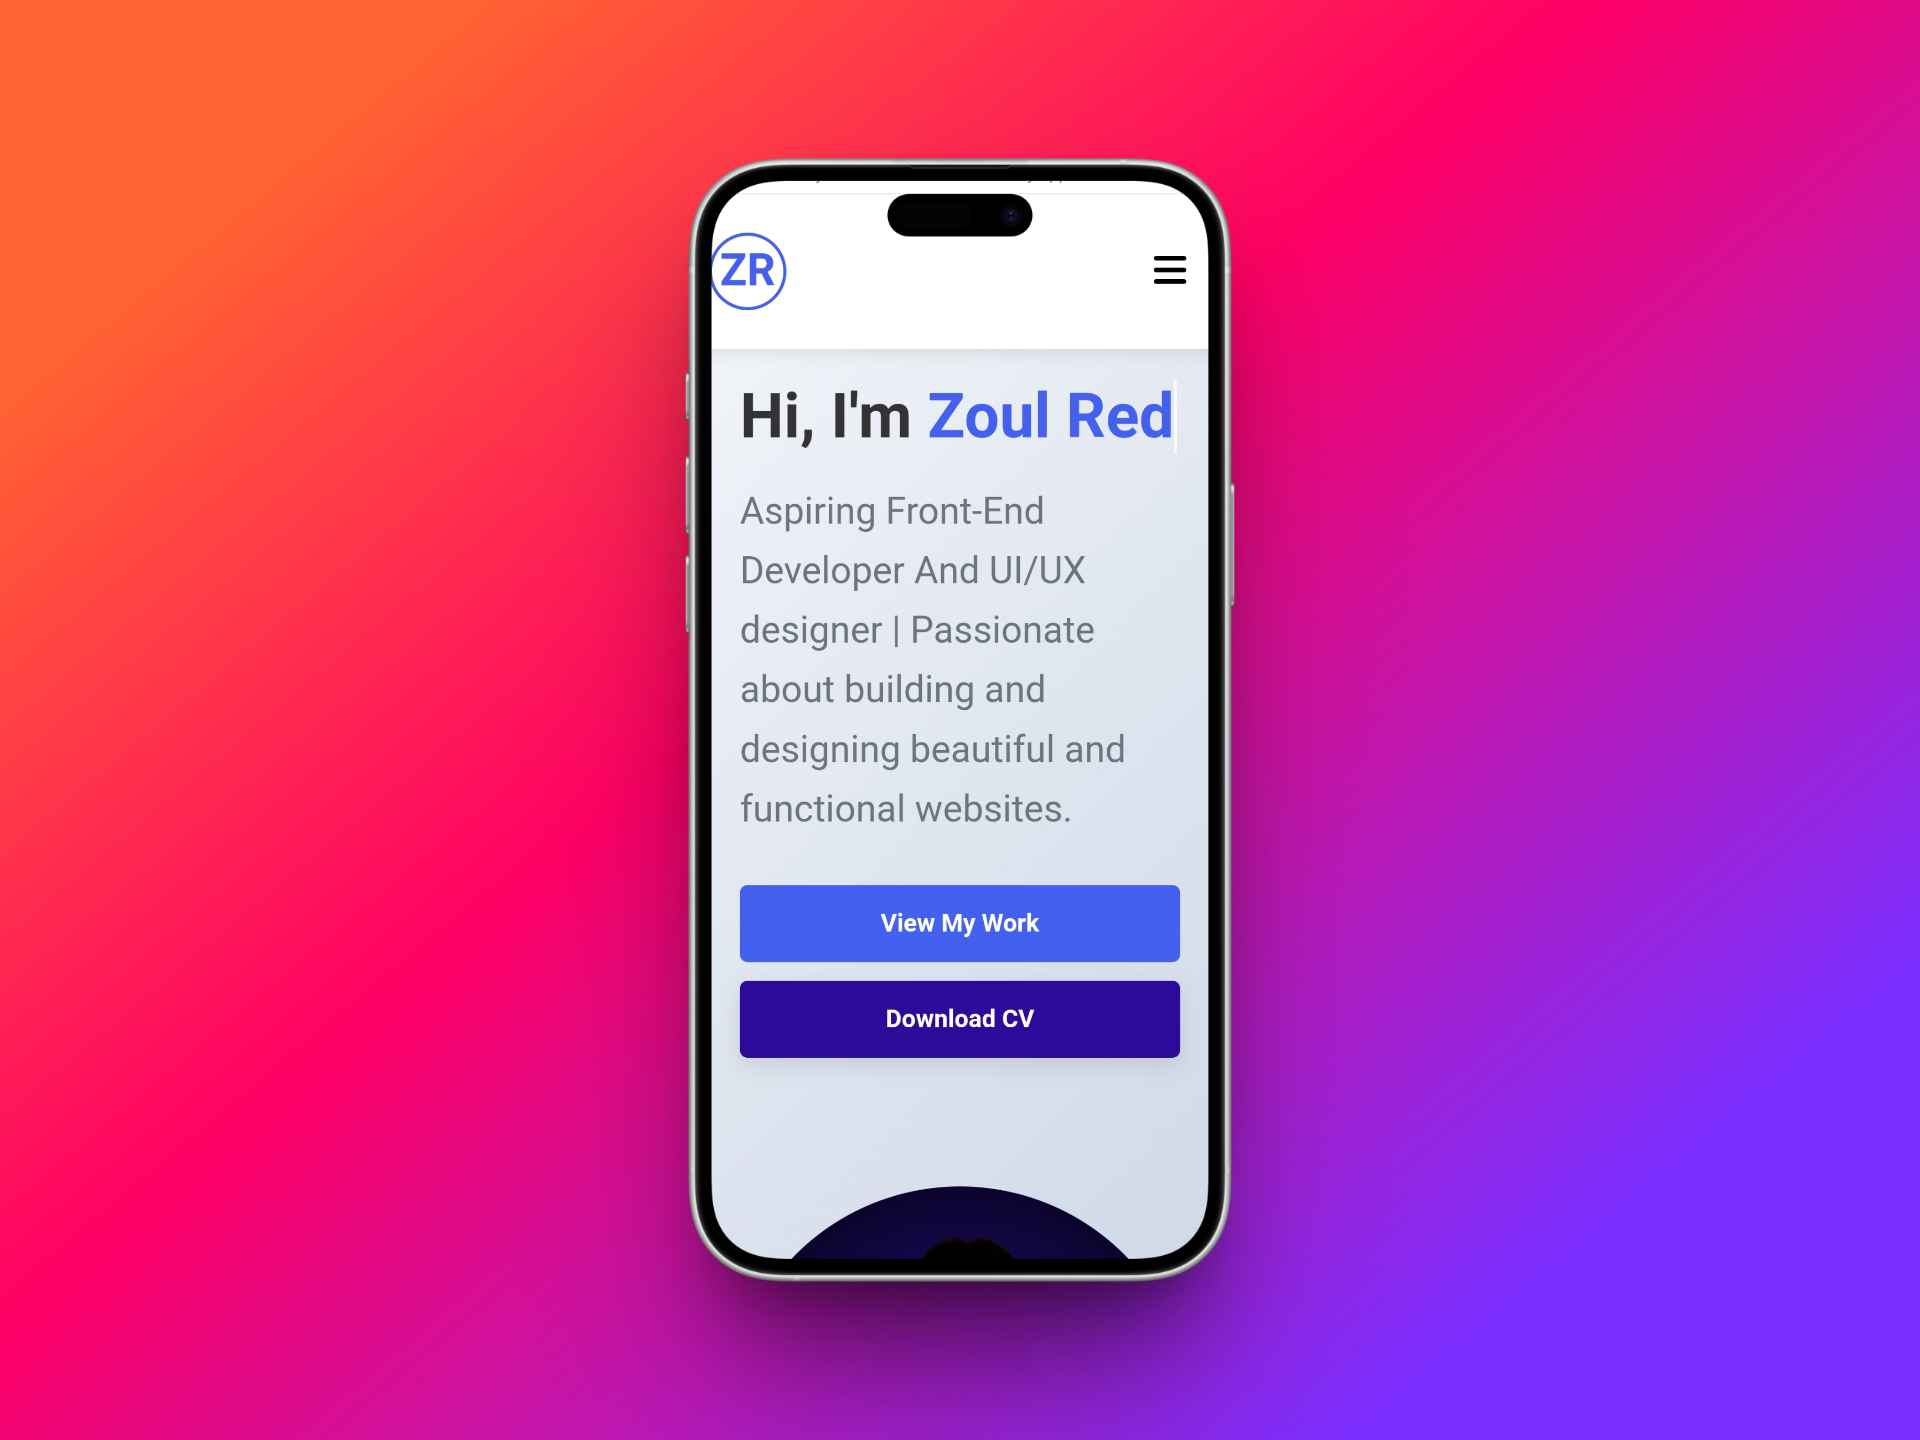 ZR
Hi, I'm Zoul Red
Aspiring Front-End
Developer And UI/UX
designer | Passionate
about building and
designing beautiful and
functional websites.
View My Work
Download CV